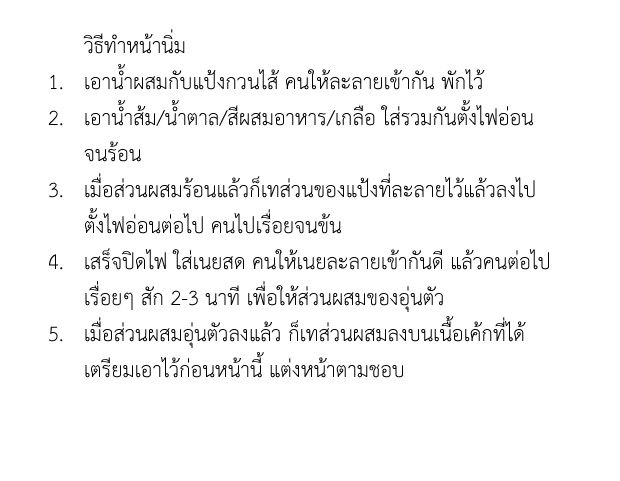 วิธีทำหน้านิ่ม
1. เอาน้ำผสมกับแป้งกวนไส้ คนให้ละลายเข้ากัน พักไว้
2. เอาน้ำส้ม/น้ำตาล/สีผสมอาหาร/เกลือ ใส่รวมกันตั้งไฟอ่อน
จนร้อน
3. เมื่อส่วนผสมร้อนแล้วก็เทส่วนของแป้งที่ละลายไว้แล้วลงไป
ตั้งไฟอ่อนต่อไป คนไปเรื่อยจนข้น
4. เสร็จปิดไฟ ใส่เนยสด คนให้เนยละลายเข้ากันดี แล้วคนต่อไป
เรื่อยๆ สัก 2-3 นาที เพื่อให้ส่วนผสมของอุ่นตัว
5. เมื่อส่วนผสมอุ่นตัวลงแล้ว ก็เทส่วนผสมลงบนเนื้อเค้กที่ได้
เตรียมเอาไว้ก่อนหน้านี้ แต่งหน้าตามชอบ